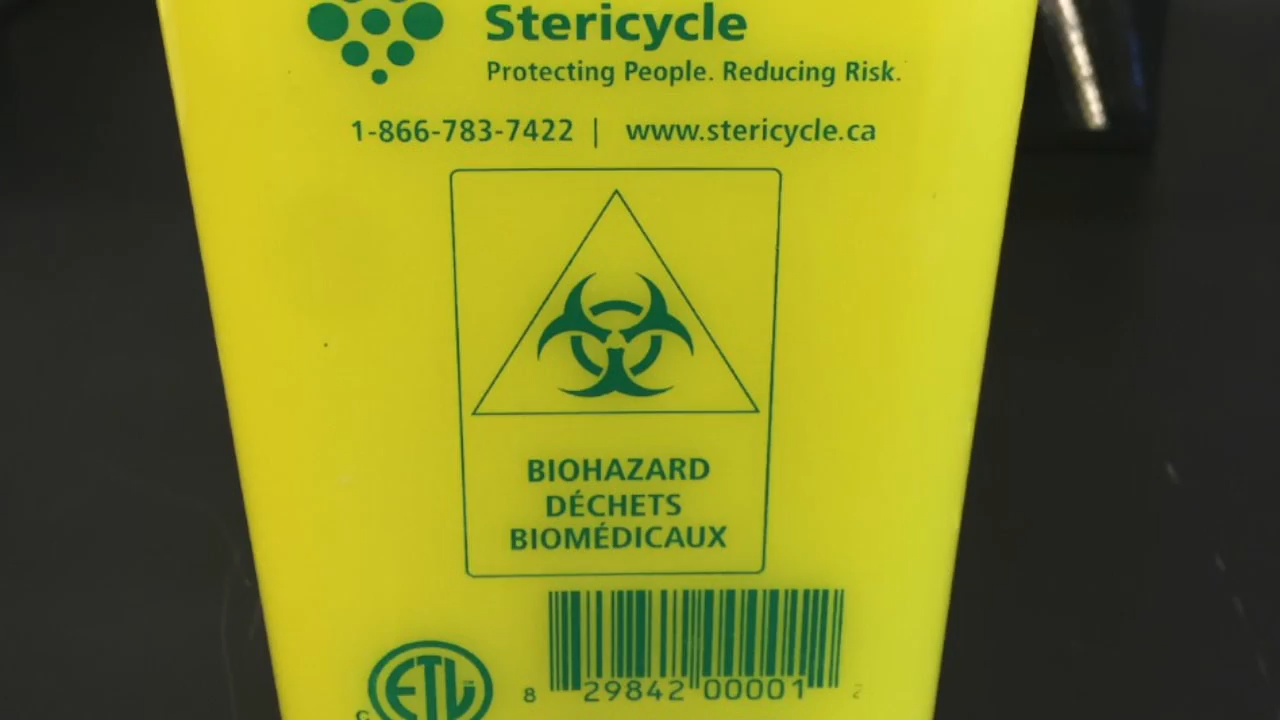 Stericycle
Protecting People. Reducing Risk.
1-866-783-7422 | www.stericycle.ca
BIOHAZARD
DÉCHETS
BIOMÉDICAUX
ETL
C
8 29842 00001 2